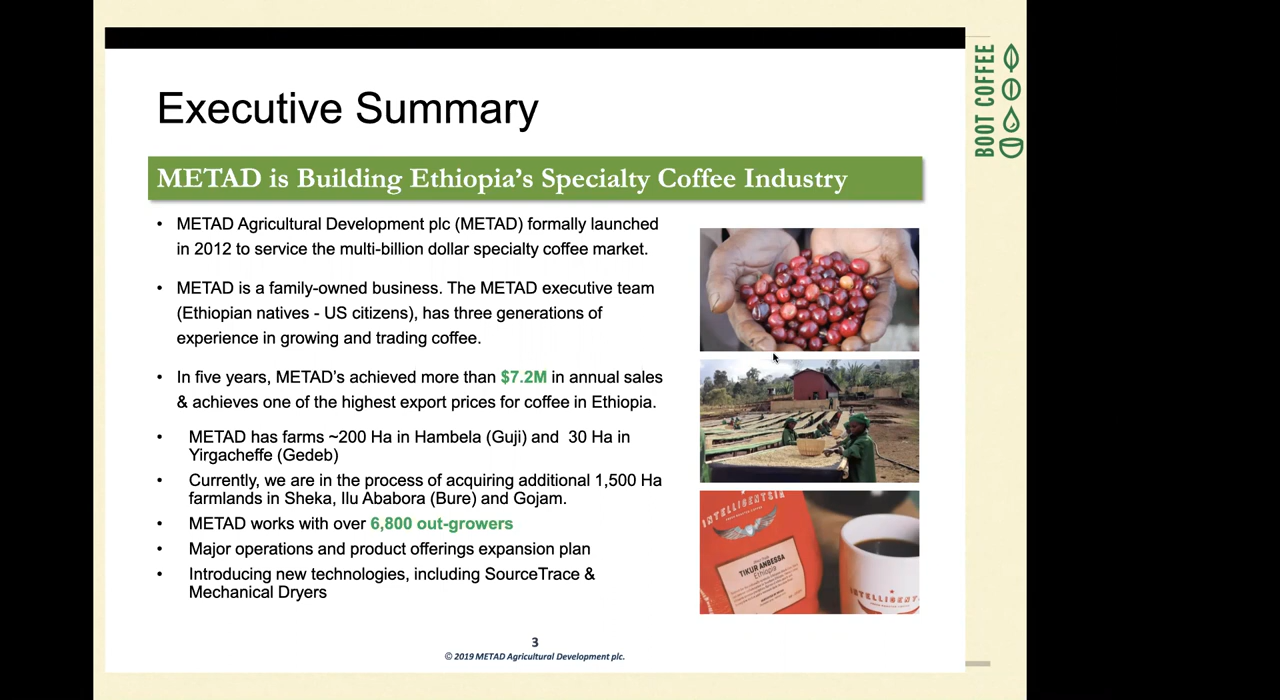 Executive Summary
METAD is Building Ethiopia's Specialty Coffee Industry
• METAD Agricultural Development plc (METAD) formally launched
in 2012 to service the multi-billion dollar specialty coffee market.
• METAD is a family-owned business. The METAD executive team
(Ethiopian natives - US citizens), has three generations of
experience in growing and trading coffee.
• In five years, METAD's achieved more than $7.2M in annual sales
& achieves one of the highest export prices for coffee in Ethiopia.
• METAD has farms ~200 Ha in Hambela (Guji) and 30 Ha in
Yirgacheffe (Gedeb)
• Currently, we are in the process of acquiring additional 1,500 Ha
farmlands in Sheka, Ilu Ababora (Bure) and Gojam.
• METAD works with over 6,800 out-growers
• Major operations and product offerings expansion plan
• Introducing new technologies, including SourceTrace &
Mechanical Dryers
INTELLIGENTSIA
TIKUR ANBESSA
Ethiopia
INTELLIGENTS
3
© 2019 METAD Agricultural Development plc.
BOOT COFFEE